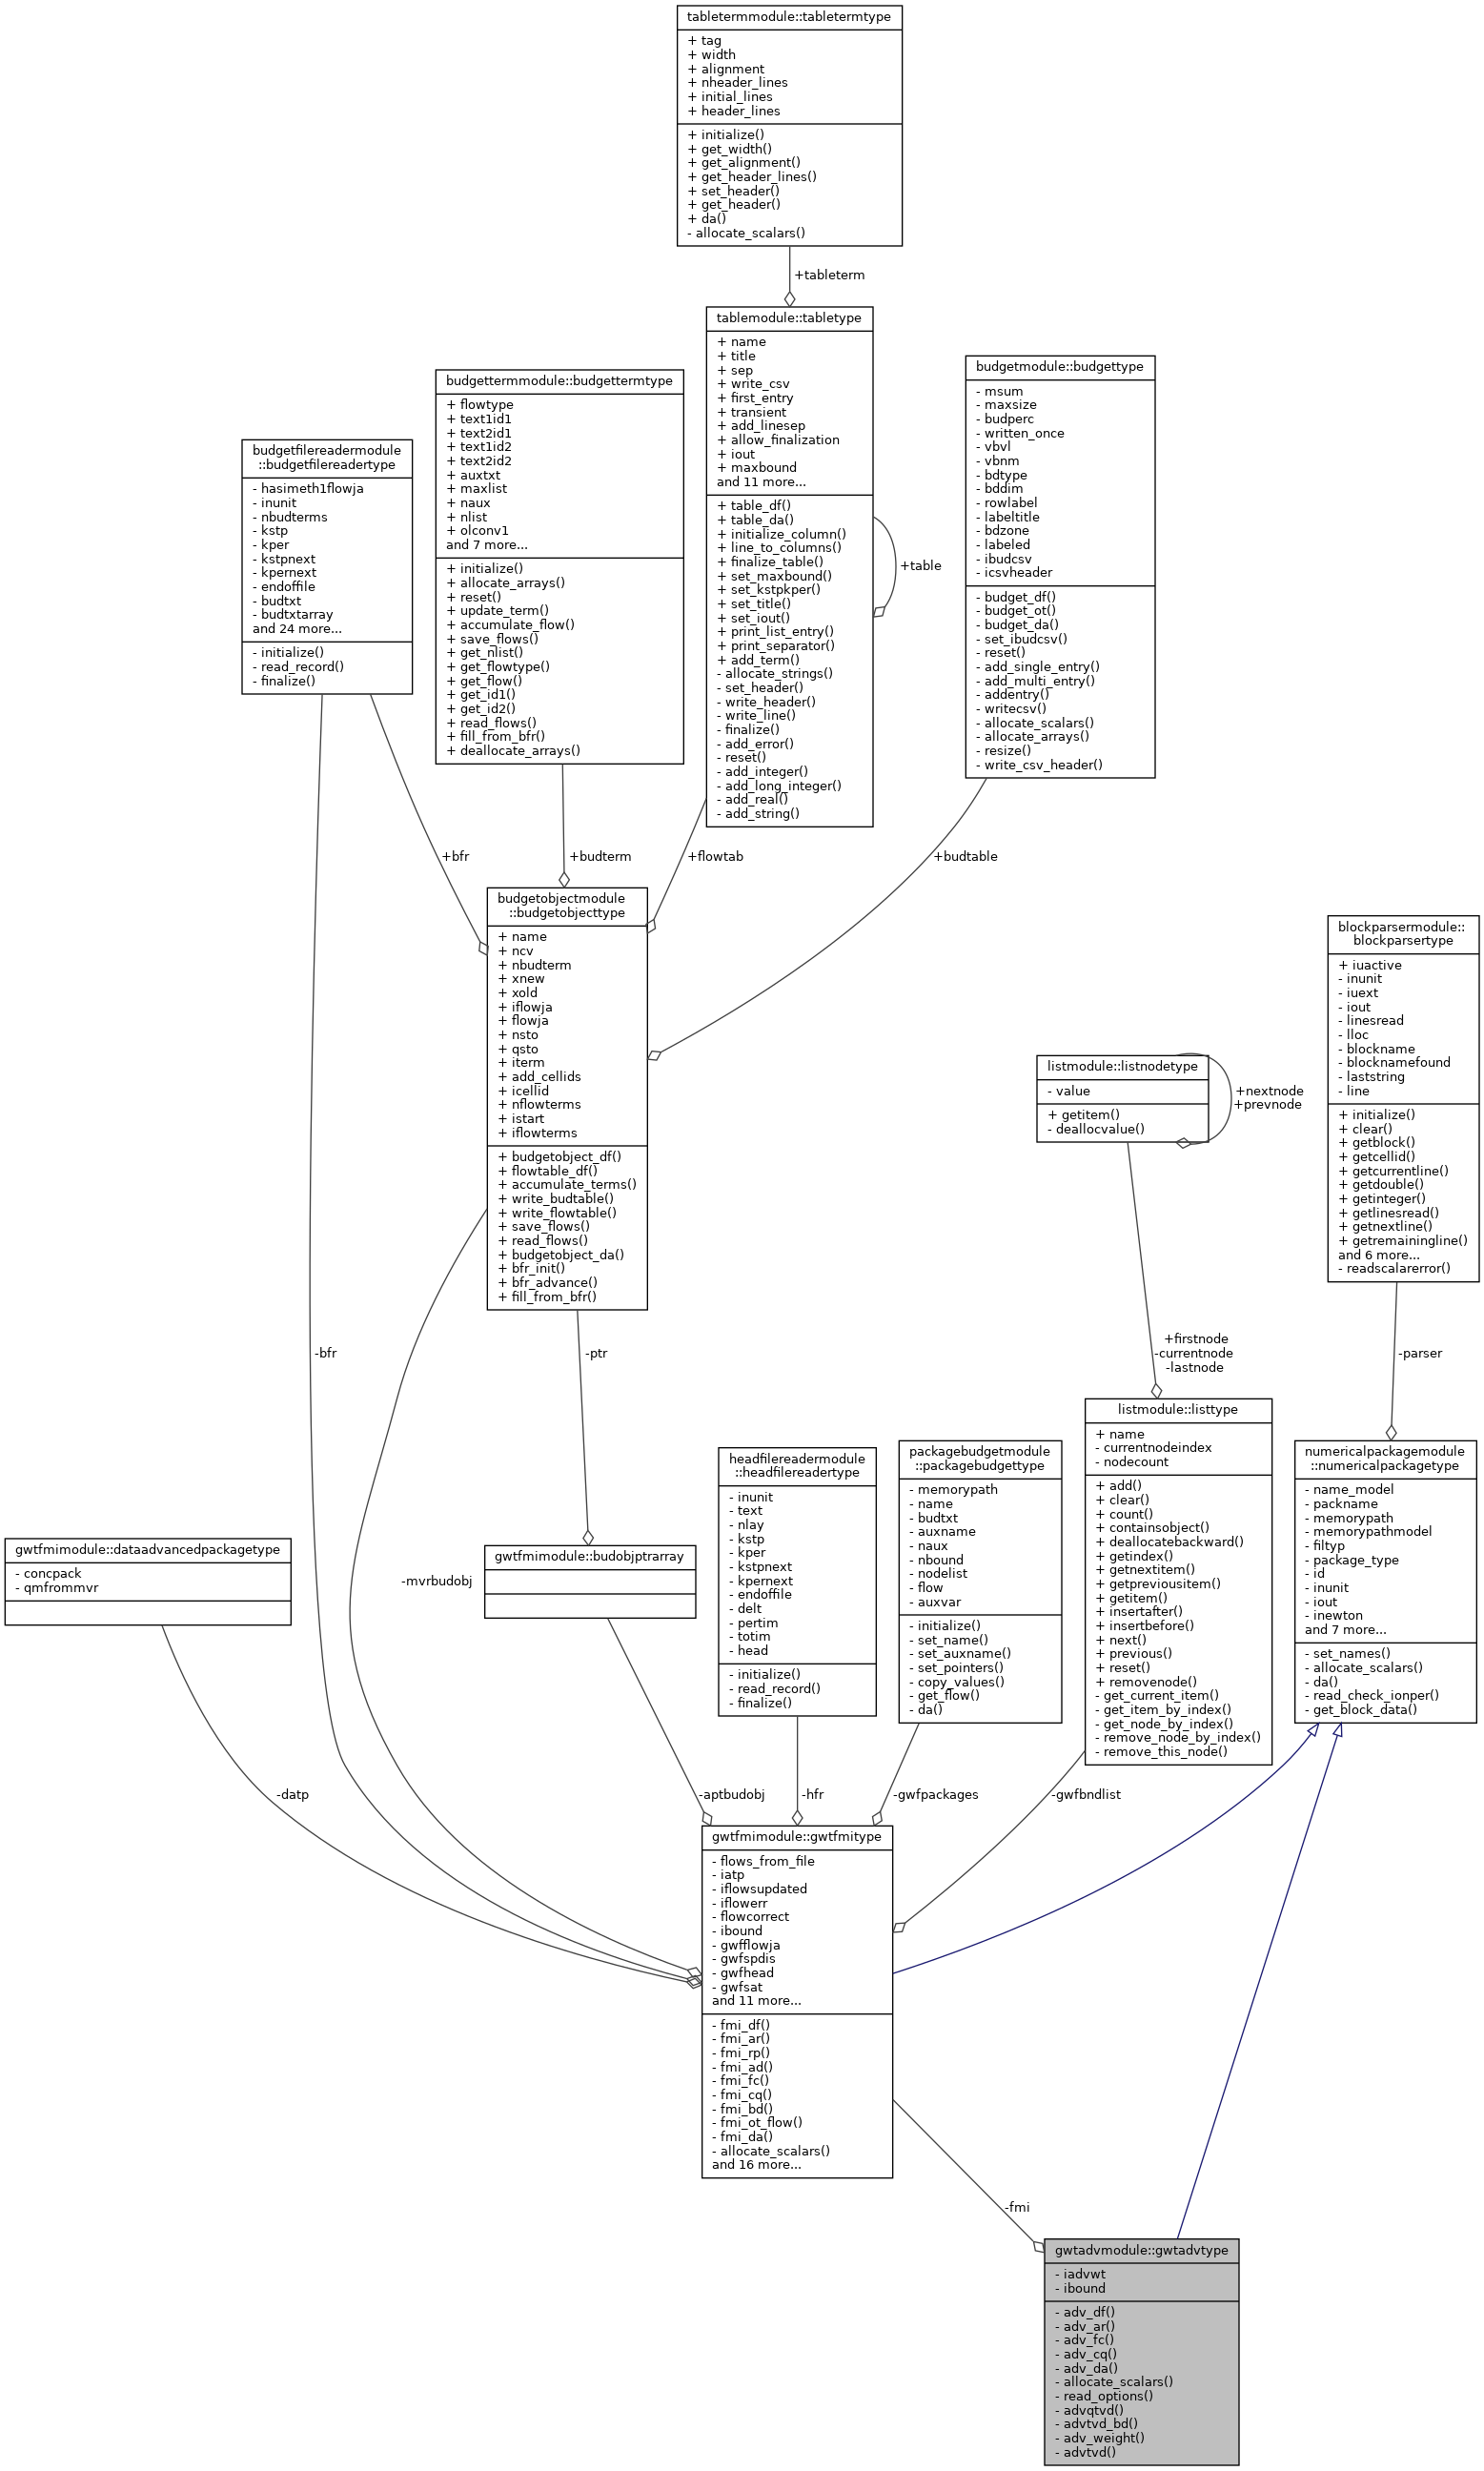 tabletermmodule::tabletermtype
+ tag
+ width
+ alignment
+ nheader_lines
+ initial_lines
+ header_lines
+ initialize()
+ get_width()
+ get_alignment()
+ get_header_lines()
+ set_header()
+ get_header()
+ da()
- allocate_scalars()
+tableterm
tablemodule::tabletype
+ name
+ title
+ sep
+ write_csv
+ first_entry
+ transient
+ add_linesep
+ allow_finalization
+ iout
+ maxbound
and 11 more...
+ table_df()
+ table_da()
+ initialize_column()
+ line_to_columns()
+ finalize_table()
+ set_maxbound()
+ set_kstpkper()
+ set_title()
+ set_iout()
+ print_list_entry()
+ print_separator()
+ add_term()
- allocate_strings()
- set_header()
- write_header()
- write_line()
- finalize()
- add_error()
- reset()
- add_integer()
- add_long_integer()
- add_real()
- add_string()
+table
budgetmodule::budgettype
- msum
- maxsize
- budperc
- written_once
- vbvl
- vbnm
- bdtype
- bddim
- rowlabel
- labeltitle
- bdzone
- labeled
- ibudcsv
- icsvheader
- budget_df()
- budget_ot()
- budget_da()
- set_ibudcsv()
- reset()
- add_single_entry()
- add_multi_entry()
- addentry()
- writecsv()
- allocate_scalars()
- allocate_arrays()
- resize()
- write_csv_header()
budgettermmodule::budgettermtype
+ flowtype
+ text1id1
+ text2id1
+ text1id2
+ text2id2
+ auxtxt
+ maxlist
+ naux
+ nlist
+ olconv1
and 7 more...
+ initialize()
+ allocate_arrays()
+ reset()
+ update_term()
+ accumulate_flow()
+ save_flows()
+ get_nlist()
+ get_flowtype()
+ get_flow()
+ get_id1()
+ get_id2()
+ read_flows()
+ fill_from_bfr()
+ deallocate_arrays()
budgetfilereadermodule
::budgetfilereadertype
- hasimeth1flowja
- inunit
- nbudterms
- kstp
- kper
- kstpnext
- kpernext
- endoffile
- budtxt
- budtxtarray
and 24 more...
- initialize()
- read_record()
- finalize()
+bfr
+budterm
+flowtab
+budtable
budgetobjectmodule
::budgetobjecttype
+ name
+ ncv
+ nbudterm
+ xnew
+ xold
+ iflowja
+ flowja
+ nsto
+ qsto
+ iterm
+ add_cellids
+ icellid
+ nflowterms
+ istart
+ iflowterms
+ budgetobject_df()
+ flowtable_df()
+ accumulate_terms()
+ write_budtable()
+ write_flowtable()
+ save_flows()
+ read_flows()
+ budgetobject_da()
+ bfr_init()
+ bfr_advance()
+ fill_from_bfr()
blockparsermodule::
blockparsertype
+ iuactive
- inunit
- iuext
- iout
- linesread
- lloc
- blockname
- blocknamefound
- laststring
- line
+ initialize()
+ clear()
+ getblock()
+ getcellid()
+ getcurrentline()
+ getdouble()
+ getinteger()
+ getlinesread()
+ getnextline()
+ getremainingline()
and 6 more...
- readscalarerror()
listmodule::listnodetype
- value
+ getitem()
- deallocvalue()
+nextnode
+prevnode
-bfr
-ptr
+firstnode
-currentnode
-lastnode
-parser
listmodule::listtype
+ name
- currentnodeindex
- nodecount
+ add()
+ clear()
+ count()
+ containsobject()
+ deallocatebackward()
+ getindex()
+ getnextitem()
+ getpreviousitem()
+ getitem()
+ insertafter()
+ insertbefore()
+ next()
+ previous()
+ reset()
+ removenode()
- get_current_item()
- get_item_by_index()
- get_node_by_index()
- remove_node_by_index()
- remove_this_node()
numericalpackagemodule
::numericalpackagetype
- name_model
- packname
- memorypath
- memorypathmodel
- filtyp
- package_type
- id
- inunit
- iout
- inewton
and 7 more...
- set_names()
- allocate_scalars()
- da()
- read_check_ionper()
- get_block_data()
packagebudgetmodule
::packagebudgettype
- memorypath
- name
- budtxt
- auxname
- naux
- nbound
- nodelist
- flow
- auxvar
- initialize()
- set_name()
- set_auxname()
- set_pointers()
- copy_values()
- get_flow()
- da()
headfilereadermodule
::headfilereadertype
- inunit
- text
- nlay
- kstp
- kper
- kstpnext
- kpernext
- endoffile
- delt
- pertim
- totim
- head
- initialize()
- read_record()
- finalize()
gwtfmimodule::budobjptrarray
-mvrbudobj
gwtfmimodule::dataadvancedpackagetype
- concpack
- qmfrommvr
-datp
-aptbudobj
-hfr
-gwfpackages
-gwfbndlist
gwtfmimodule::gwtfmitype
- flows_from_file
- iatp
- iflowsupdated
- iflowerr
- flowcorrect
- ibound
- gwfflowja
- gwfspdis
- gwfhead
- gwfsat
and 11 more...
- fmi_df()
- fmi_ar()
- fmi_rp()
- fmi_ad()
- fmi_fc()
- fmi_cq()
- fmi_bd()
- fmi_ot_flow()
- fmi_da()
- allocate_scalars()
and 16 more...
-fmi
gwtadvmodule::gwtadvtype
- iadvwt
- ibound
- adv_df()
- adv_ar()
- adv_fc()
- adv_cq()
- adv_da()
- allocate_scalars()
- read_options()
- advqtvd()
- advtvd_bd()
- adv_weight()
- advtvd()